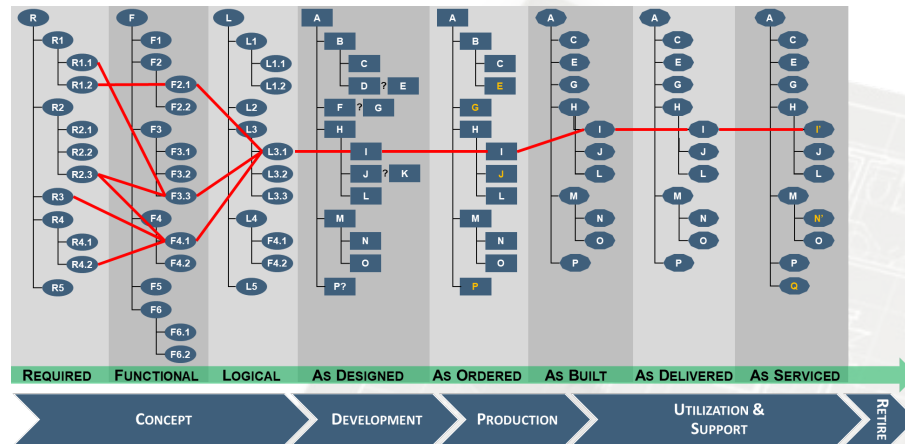 R
R1
R1.1
R1.2
R2
R2.1
R2.2
R2.3
R3
R4
R4.1
R4.2
R5
F
F1
F2
F2.1
F2.2
F3
F3.1
F3.2
F3.3
F4
F4.1
F4.2
F5
F6
F6.1
F6.2
L
L1
L1.1
L1.2
L2
L3
L3.1
L3.2
L3.3
L4
F4.1
F4.2
L5
A
B
C
D ? E
F ? G
H
I
J ? K
L
M
N
O
P?
A
B
C
E
G
H
I
J
L
M
N
O
P
A
C
E
G
H
I
J
L
M
N
O
P
A
C
E
G
H
I
J
L
M
N
O
P
A
C
E
G
H
I'
J
L
M
N'
O
P
Q
REQUIRED FUNCTIONAL LOGICAL AS DESIGNED AS ORDERED AS BUILT AS DELIVERED AS SERVICED
CONCEPT DEVELOPMENT PRODUCTION UTILIZATION &
SUPPORT
RETIRE